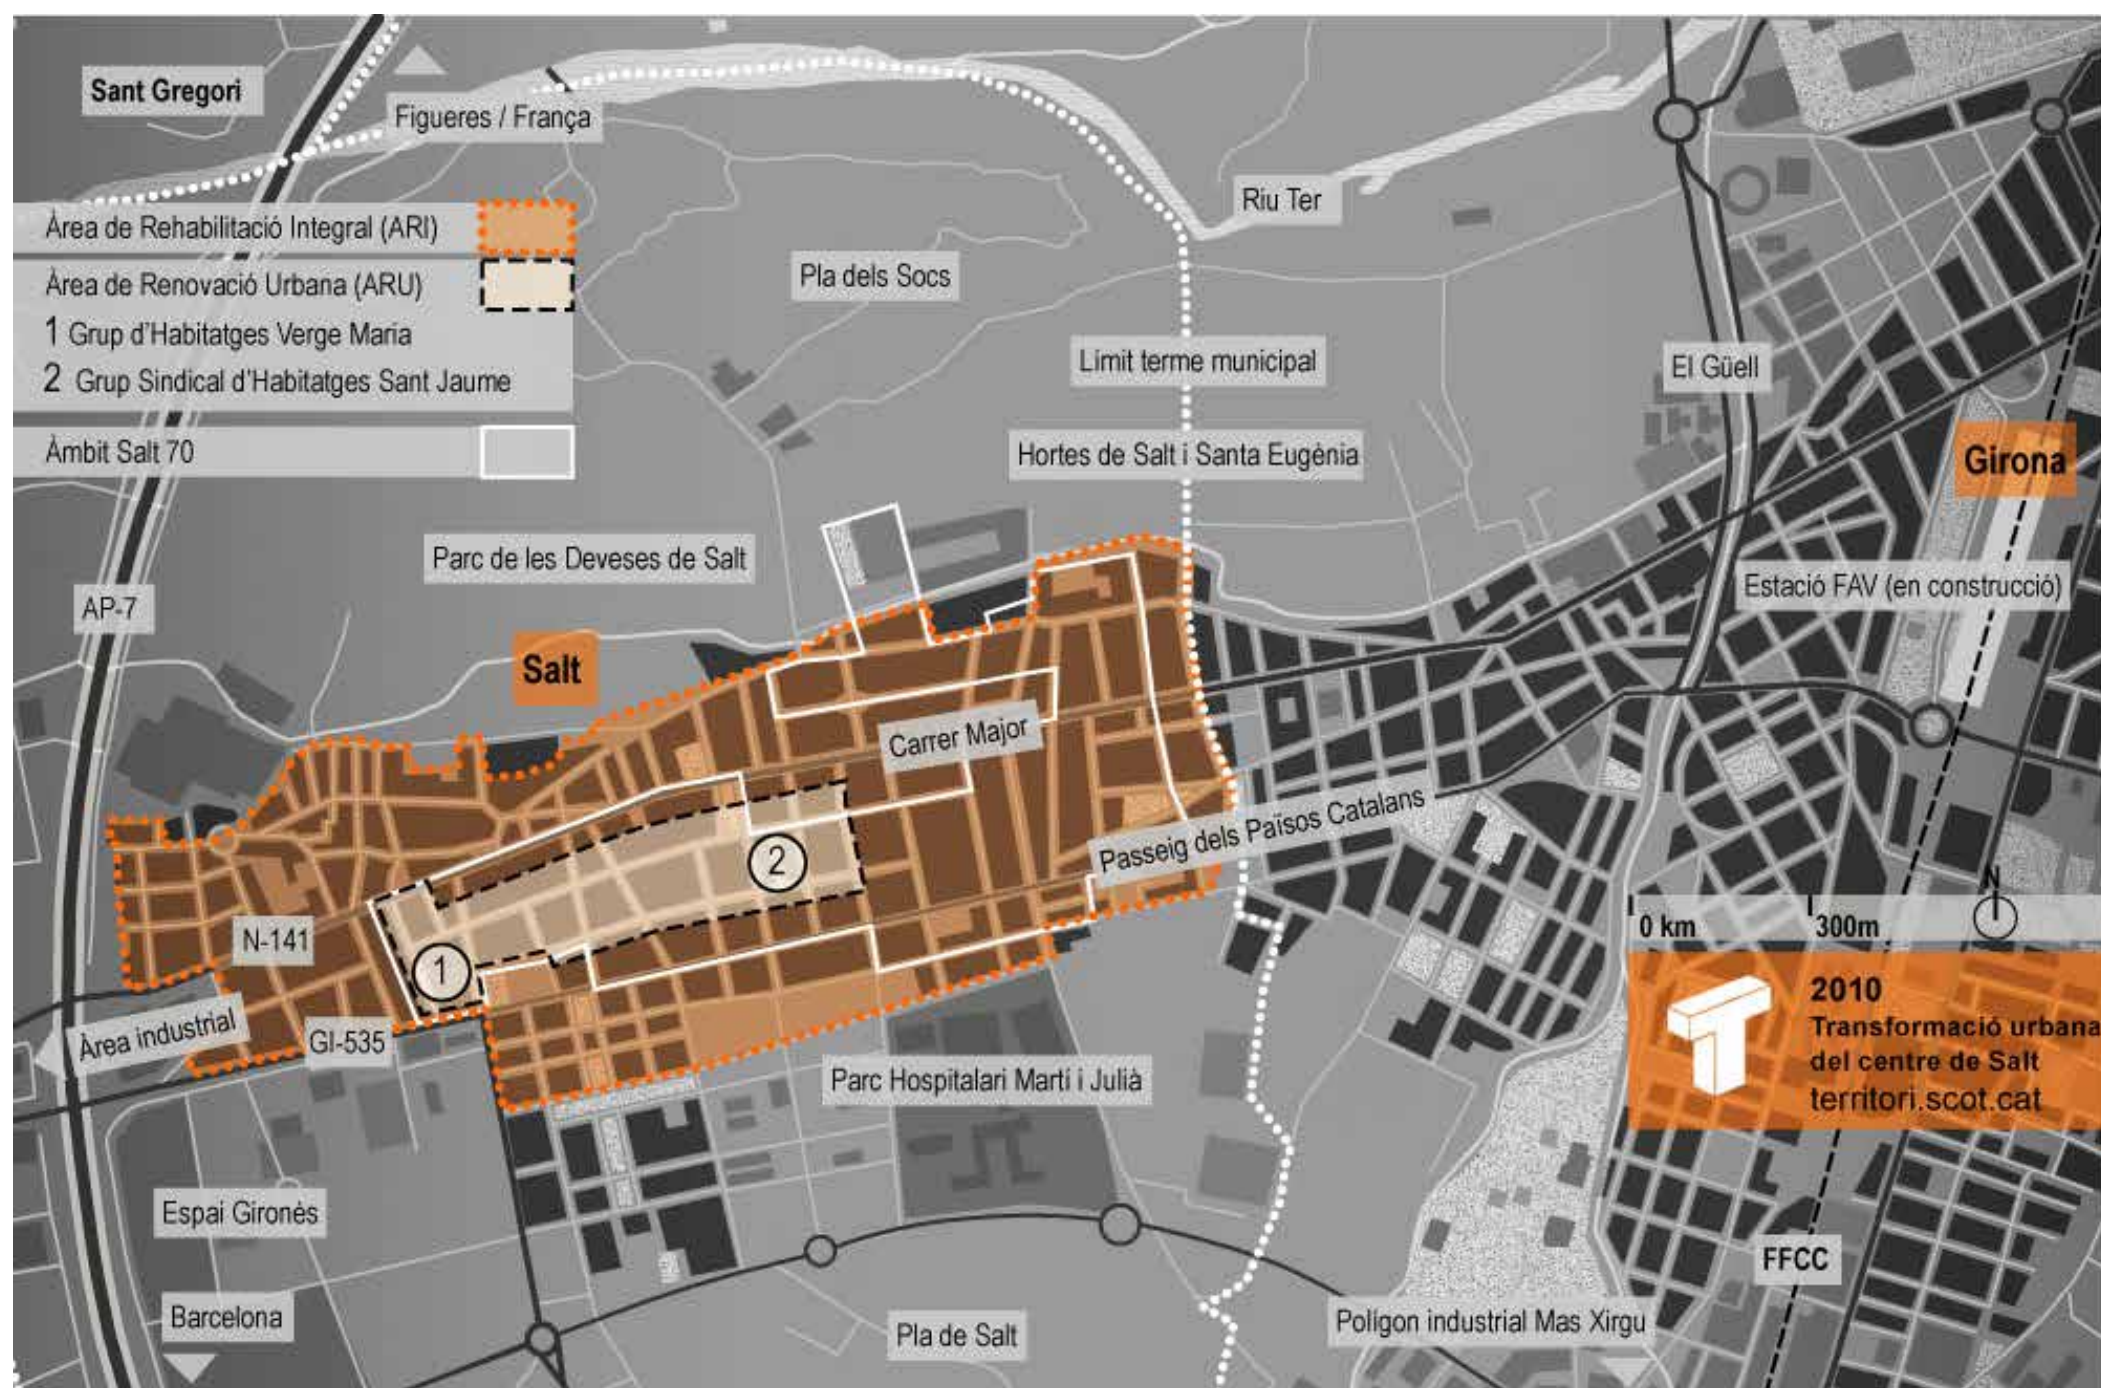 Sant Gregori
Figueres / França
Riu Ter
Àrea de Rehabilitació Integral (ARI)
Àrea de Renovació Urbana (ARU)
1 Grup d'Habitatges Verge Maria
2 Grup Sindical d'Habitatges Sant Jaume
Àmbit Salt 70
Pla dels Socs
Límit terme municipal
El Güell
Hortes de Salt i Santa Eugènia
Girona
Parc de les Deveses de Salt
AP-7
Estació FAV (en construcció)
Salt
Carrer Major
Passeig dels Països Catalans
2
1
N-141
Àrea industrial
GI-535
N
0 km
300m
Parc Hospitalari Martí i Julià
2010
Transformació urbana
del centre de Salt
territori.scot.cat
Espai Gironès
FFCC
Barcelona
Pla de Salt
Polígon industrial Mas Xirgu